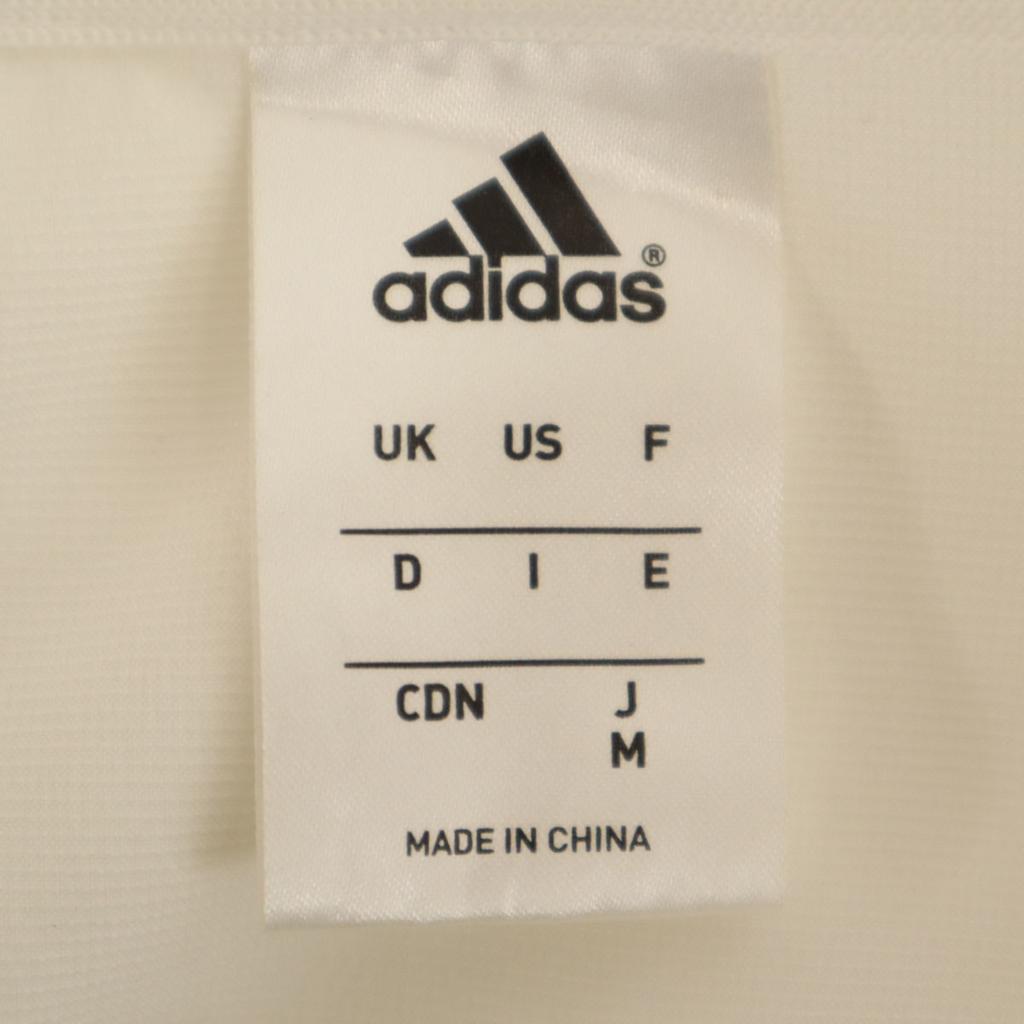 adidas®
UK US F
D I E
CDN J
M
MADE IN CHINA